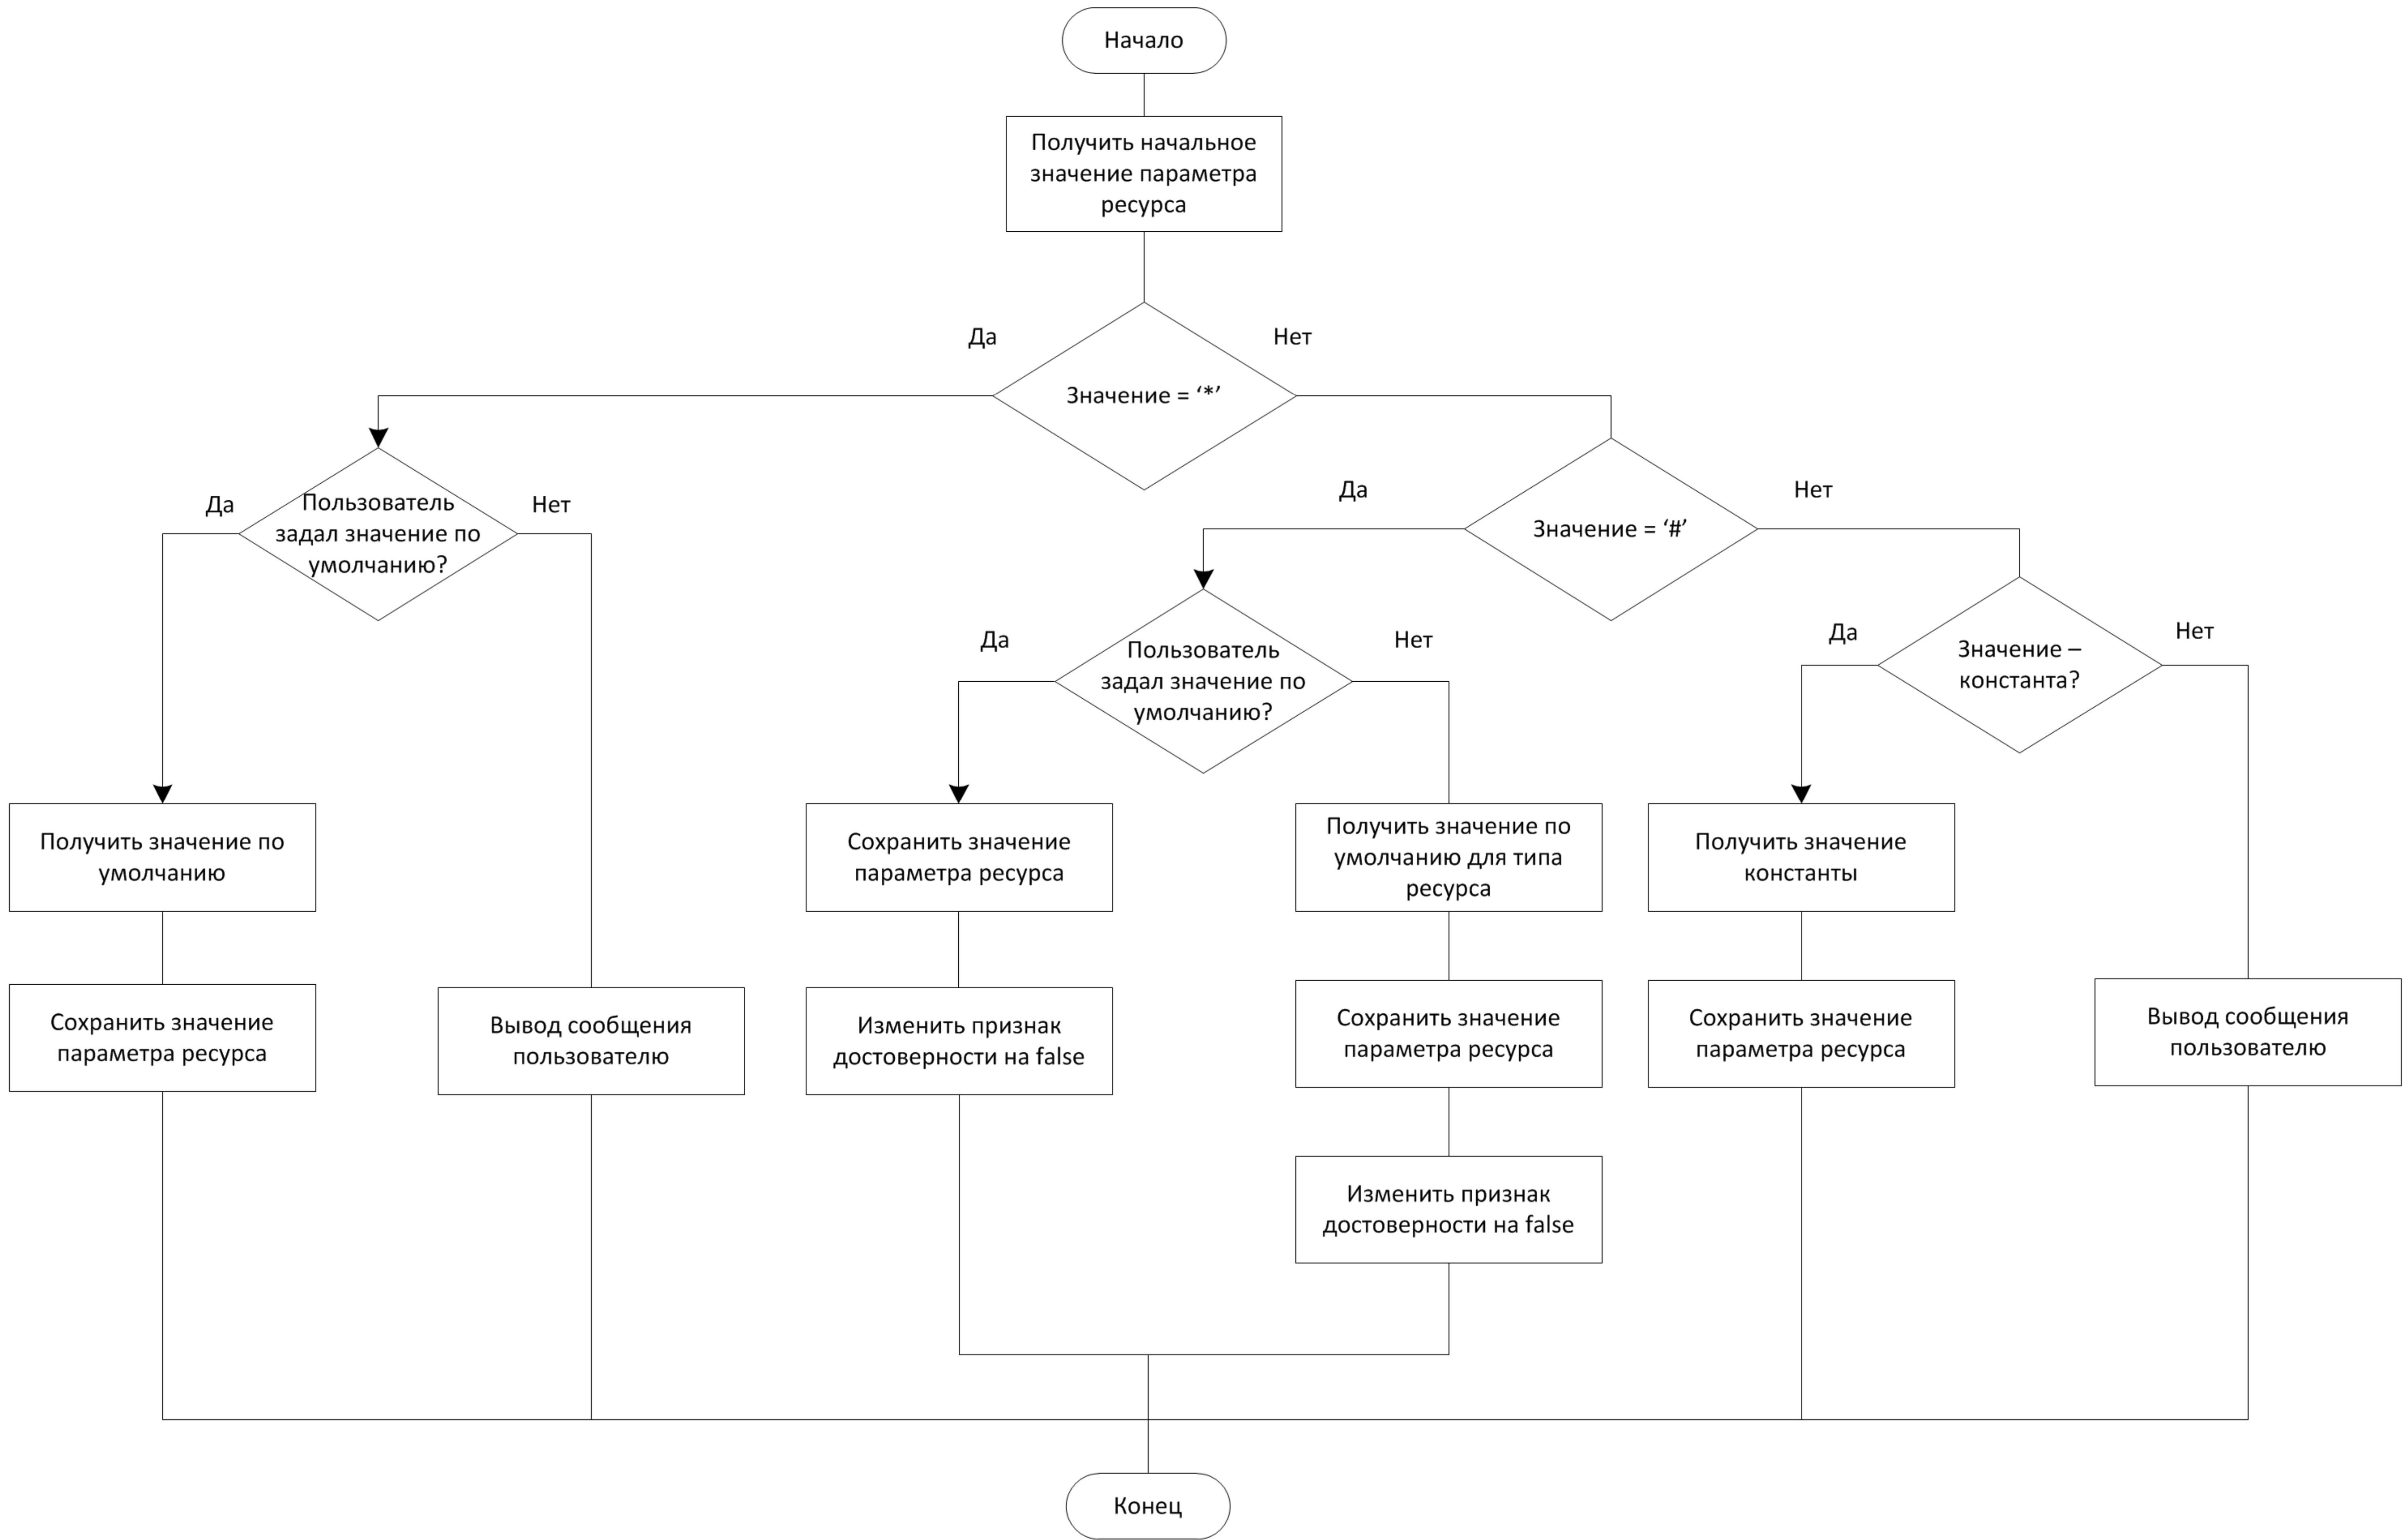 Начало
Получить начальное
значение параметра
ресурса
Да
Нет
Значение = ‘*’
Да
Пользователь
задал значение по
умолчанию?
Нет
Да
Значение = ‘#’
Нет
Да
Пользователь
задал значение по
умолчанию?
Нет
Да
Значение –
константа?
Нет
Получить значение по
умолчанию
Сохранить значение
параметра ресурса
Получить значение по
умолчанию для типа
ресурса
Получить значение
константы
Сохранить значение
параметра ресурса
Вывод сообщения
пользователю
Изменить признак
достоверности на false
Сохранить значение
параметра ресурса
Сохранить значение
параметра ресурса
Вывод сообщения
пользователю
Изменить признак
достоверности на false
Конец